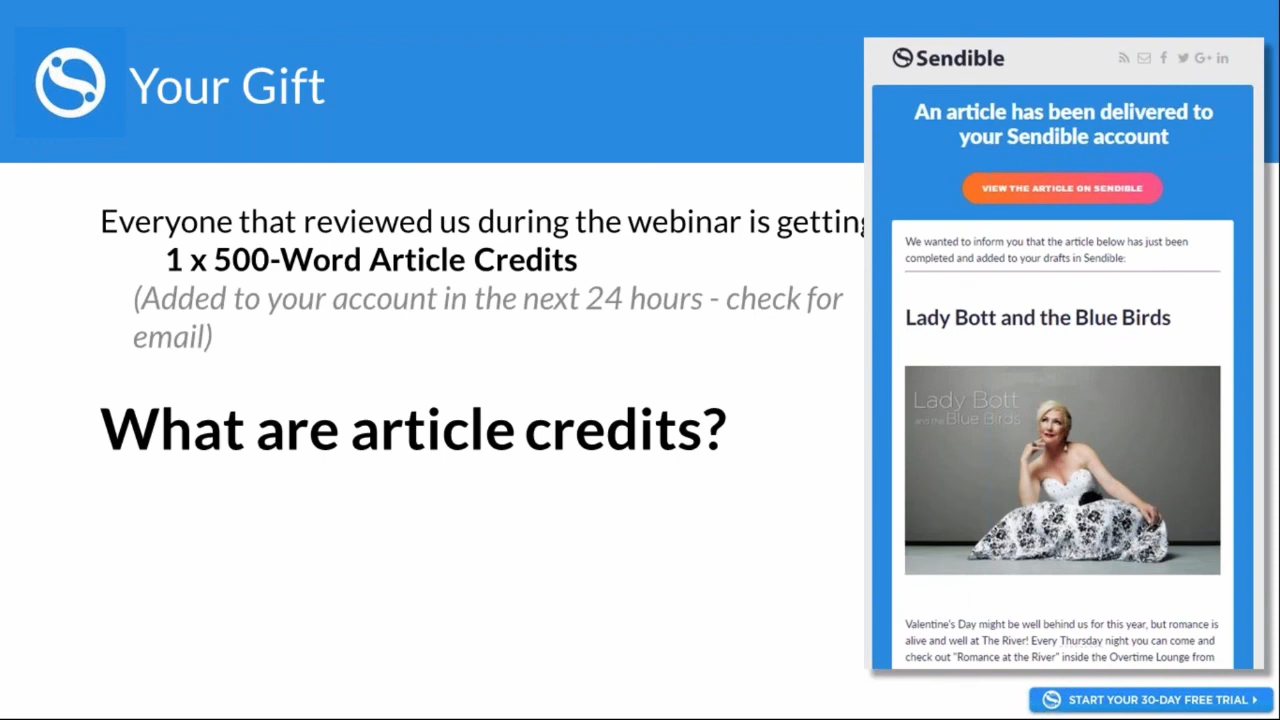 Your Gift
Everyone that reviewed us during the webinar is getting
1 x 500-Word Article Credits
(Added to your account in the next 24 hours - check for
email)
What are article credits?
Sendible
An article has been delivered to
your Sendible account
VIEW THE ARTICLE ON SENDIBLE
We wanted to inform you that the article below has just been
completed and added to your drafts in Sendible:
Lady Bott and the Blue Birds
Lady Bott
and the Blue Birds
Valentine's Day might be well behind us for this year, but romance is
alive and well at The River! Every Thursday night you can come and
check out "Romance at the River" inside the Overtime Lounge from
START YOUR 30-DAY FREE TRIAL